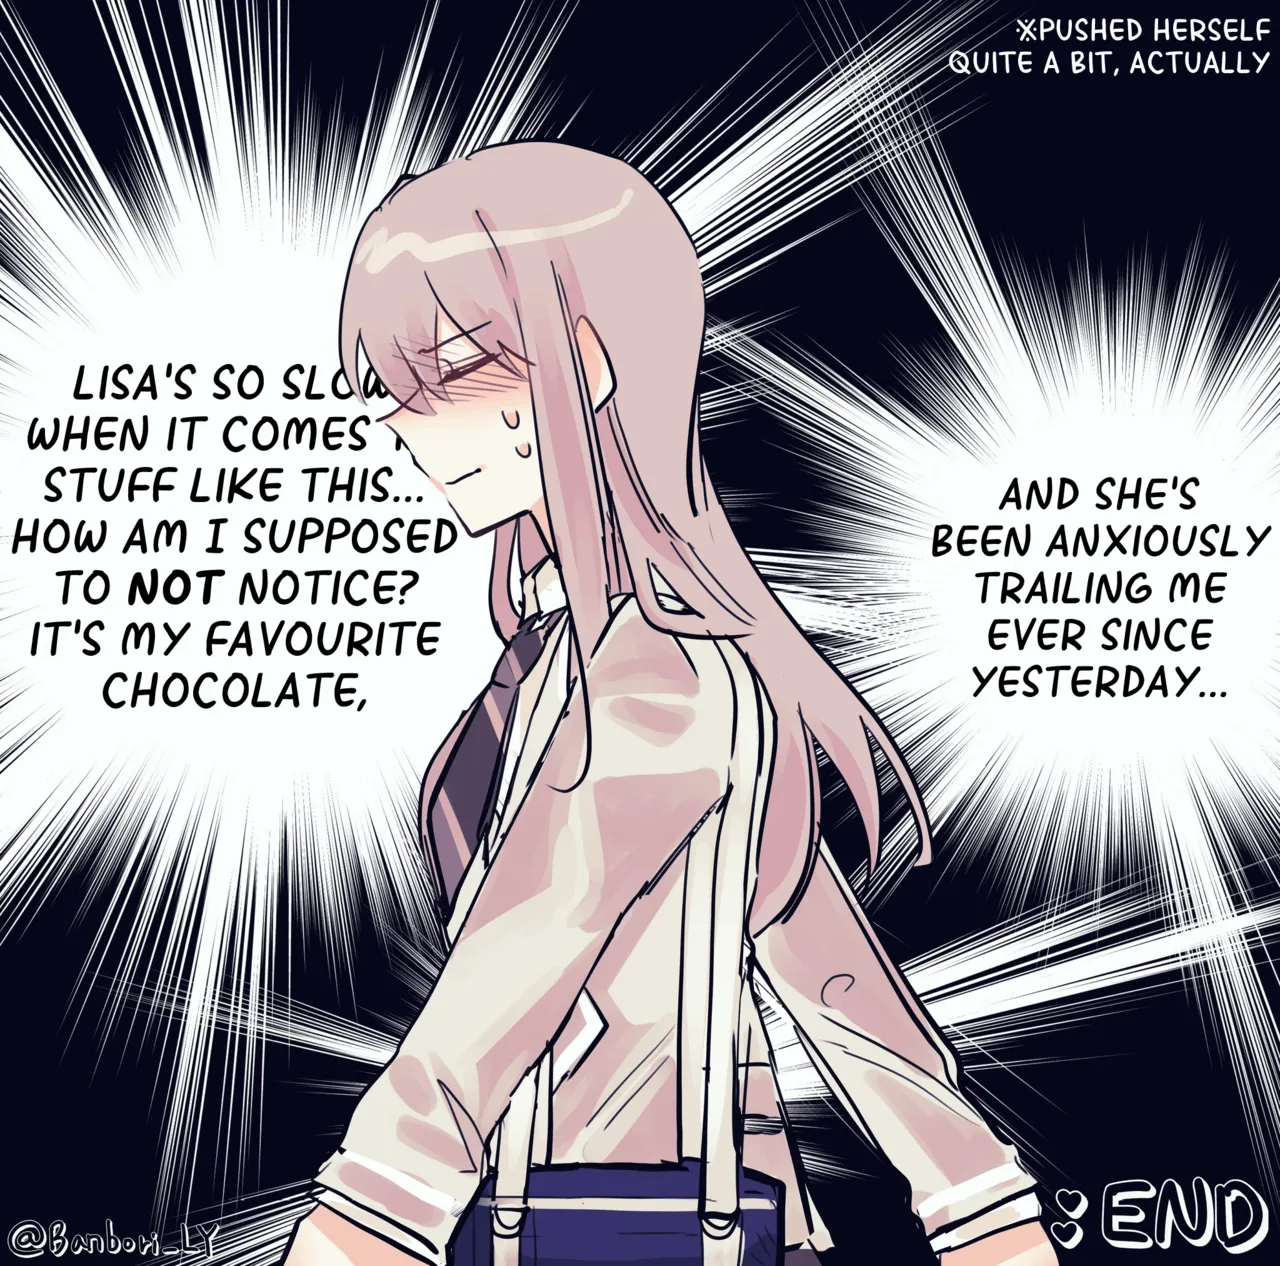 ※PUSHED HERSELF
QUITE A BIT, ACTUALLY
LISA'S SO SLOW
WHEN IT COMES
STUFF LIKE THIS...
HOW AM I SUPPOSED
TO NOT NOTICE?
IT'S MY FAVOURITE
CHOCOLATE,
AND SHE'S
BEEN ANXIOUSLY
TRAILING ME
EVER SINCE
YESTERDAY...
@Banbori_LY
:END